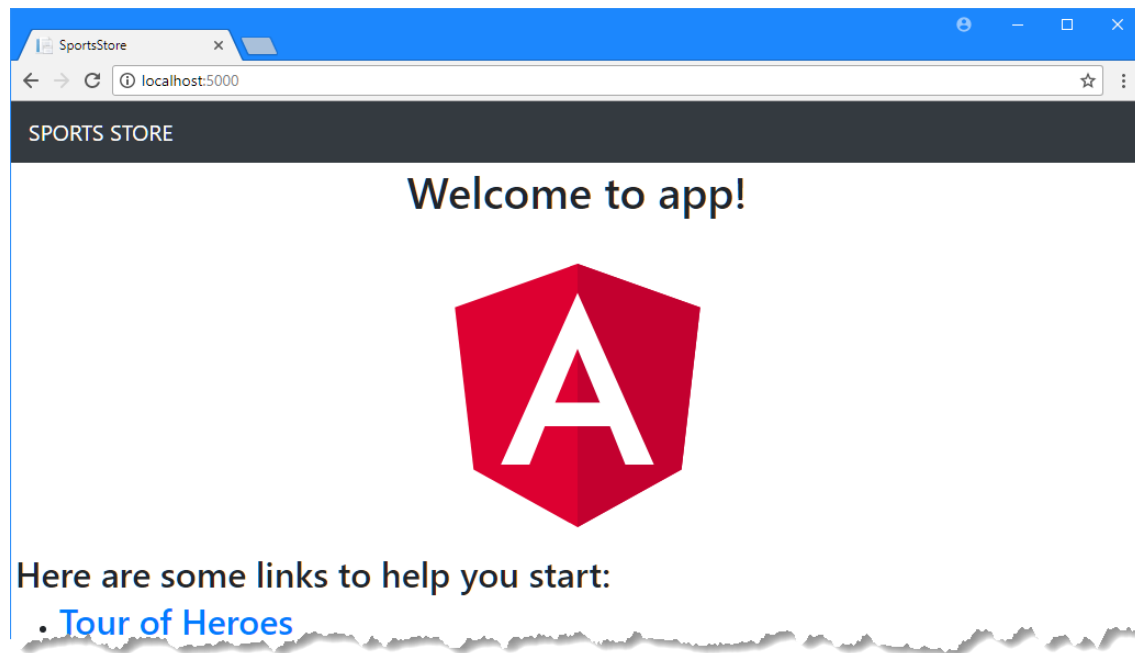 SportsStore
localhost:5000
SPORTS STORE
Welcome to app!
A
Here are some links to help you start:
• Tour of Heroes